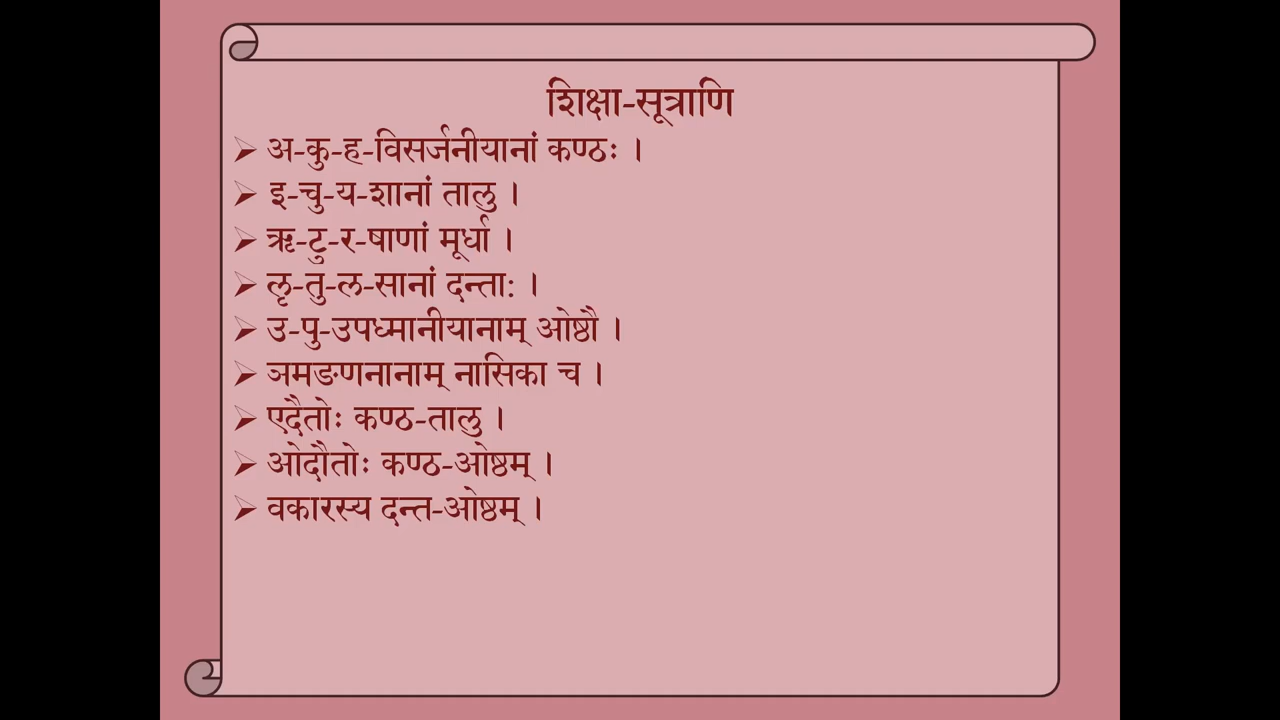 शिक्षा-सूत्राणि
➢ अ-कु-ह-विसर्जनीयानां कण्ठः ।
➢ इ-चु-य-शानां तालु ।
➢ ऋ-टु-र-षाणां मूर्धा ।
➢ लृ-तु-ल-सानां दन्ता: ।
➢ उ-पु-उपध्मानीयानाम् ओष्ठौ ।
➢ ञमङणनानाम् नासिका च ।
➢ एदैतोः कण्ठ-तालु ।
➢ ओदौतोः कण्ठ-ओष्ठम् ।
➢ वकारस्य दन्त-ओष्ठम् ।